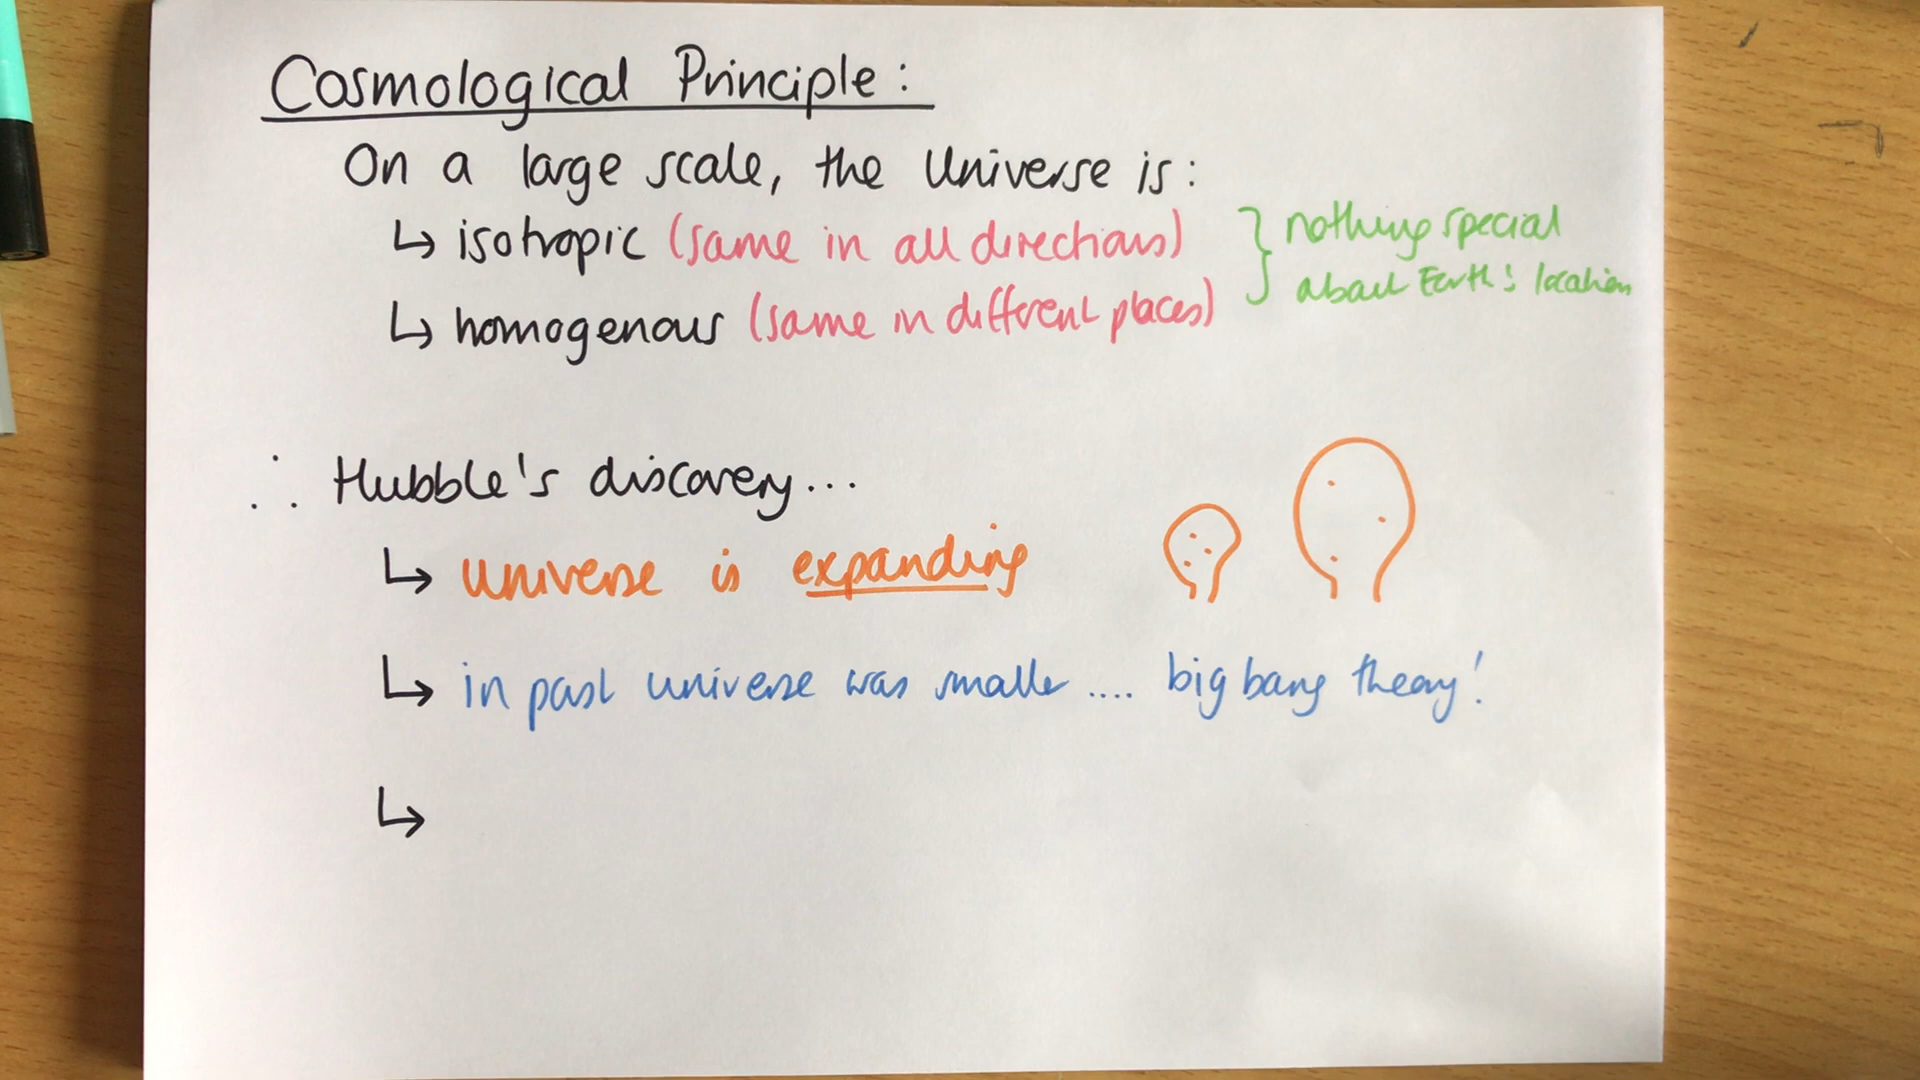 Cosmological Principle:
On a large scale, the Universe is:
↳ isotropic (same in all directions)
↳ homogenous (same in different places)
} nothing special
about Earth's location
∴ Hubble's discovery...
↳ universe is expanding
↳ in past universe was smaller .... big bang theory!
↳